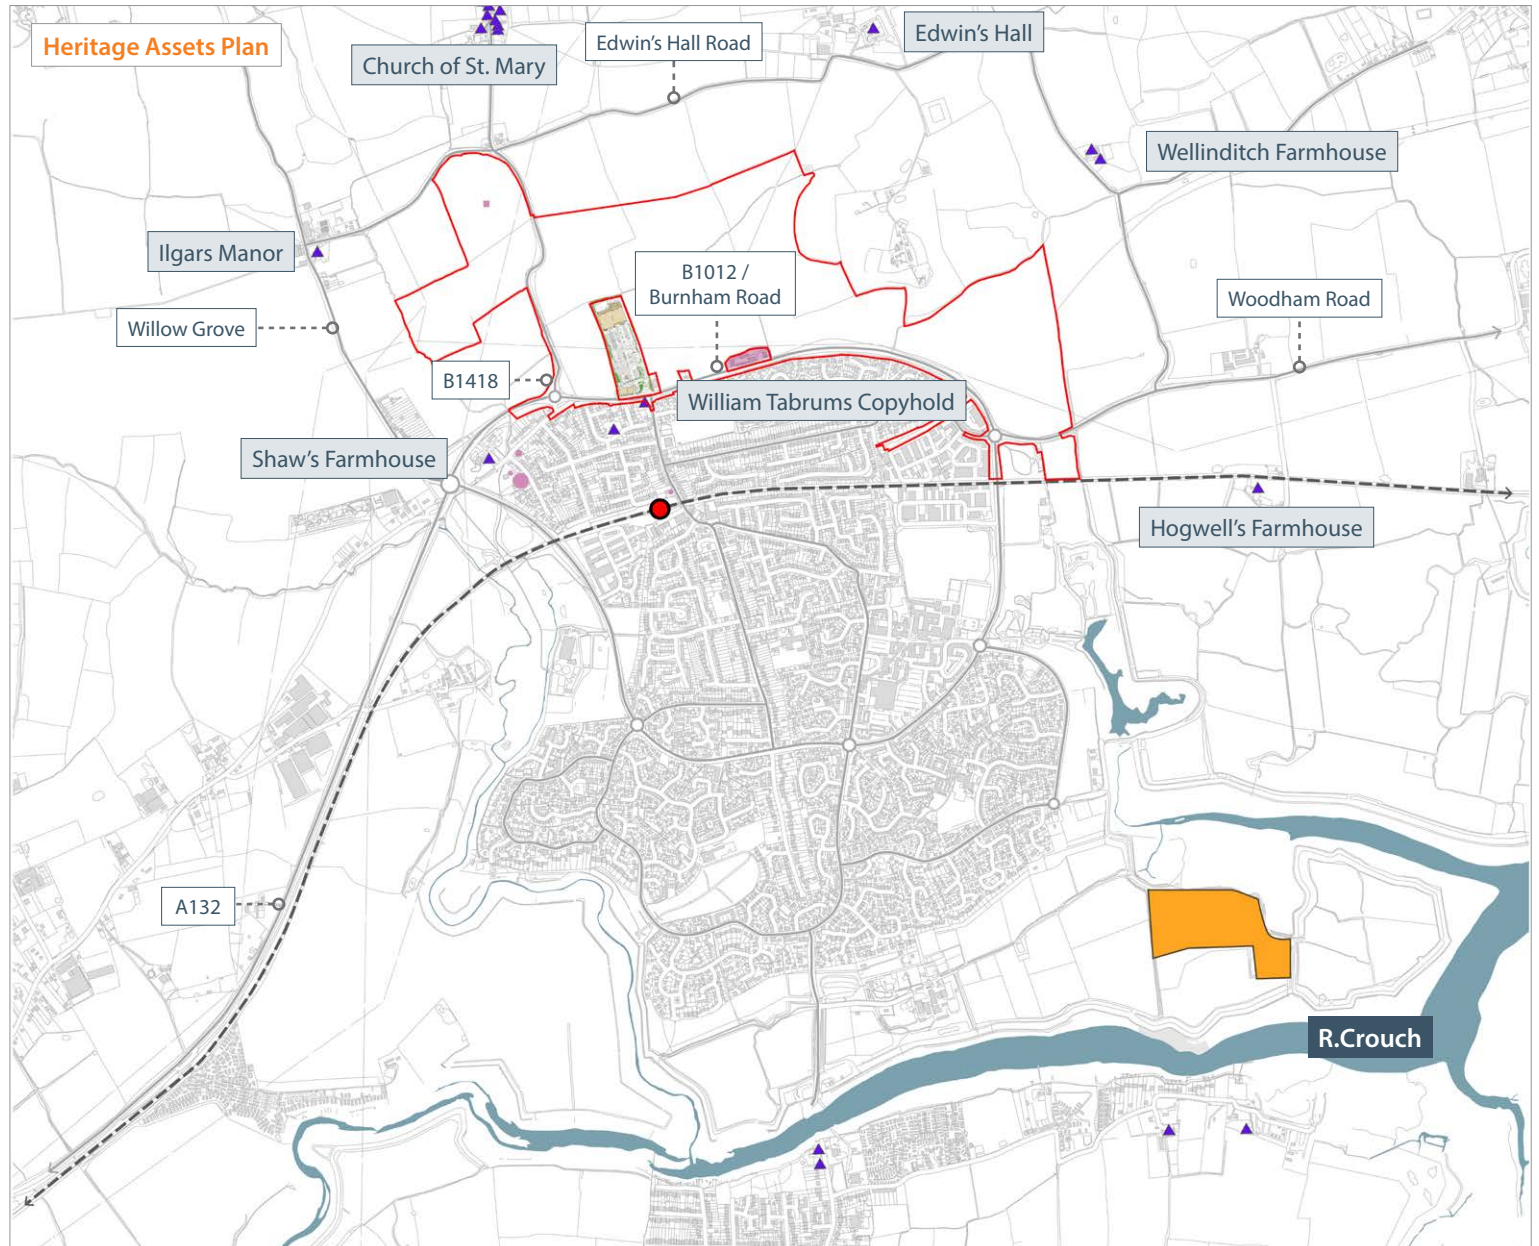 Heritage Assets Plan
Church of St. Mary
Edwin's Hall Road
Edwin's Hall
Wellinditch Farmhouse
Ilgars Manor
B1012 /
Burnham Road
Woodham Road
Willow Grove
B1418
William Tabrums Copyhold
Shaw's Farmhouse
Hogwell's Farmhouse
A132
R.Crouch